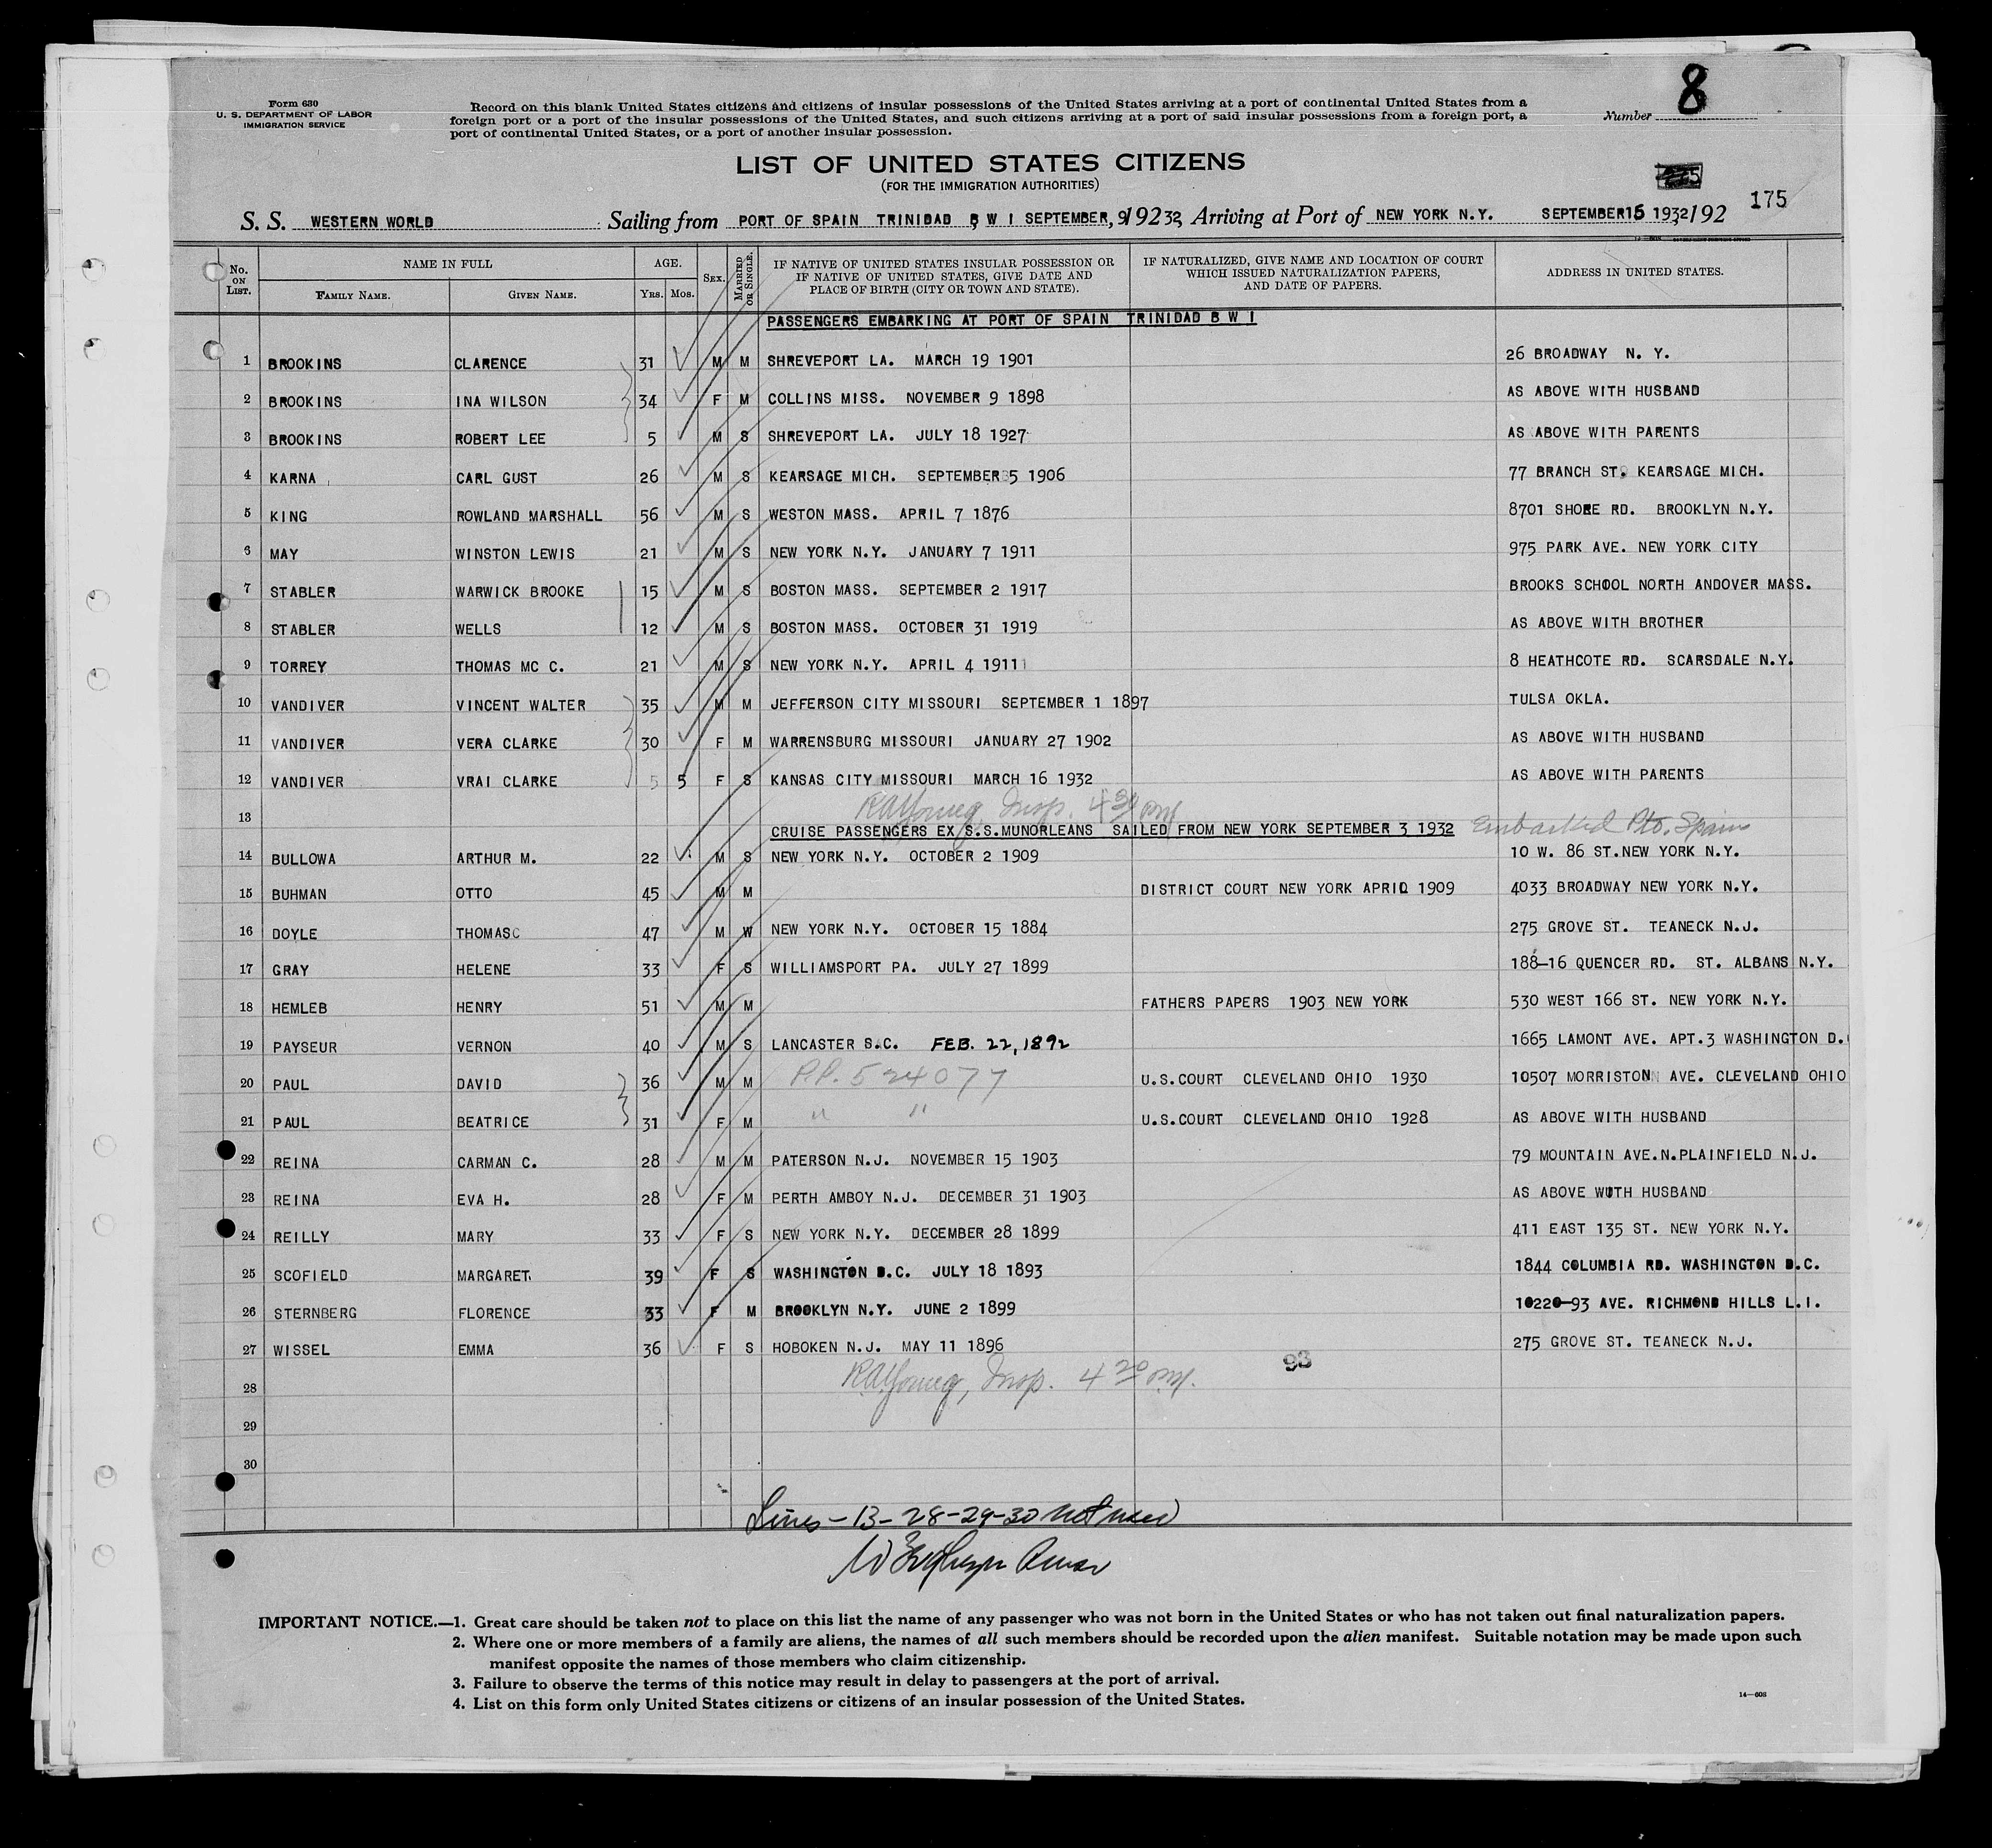 Form 630
U. S. DEPARTMENT OF LABOR
IMMIGRATION SERVICE
Record on this blank United States citizens and citizens of insular possessions of the United States arriving at a port of continental United States from a
foreign port or a port of the insular possessions of the United States, and such citizens arriving at a port of said insular possessions from a foreign port, a
port of continental United States, or a port of another insular possession.
Number 8
LIST OF UNITED STATES CITIZENS
(FOR THE IMMIGRATION AUTHORITIES)
175
S. S. WESTERN WORLD Sailing from PORT OF SPAIN TRINIDAD B W I SEPTEMBER, 9 192 32, Arriving at Port of NEW YORK N.Y. SEPTEMBER 15 1932 192
No. ON LIST. NAME IN FULL FAMILY NAME. GIVEN NAME. AGE. YRS. MOS. SEX. MARRIED OR SINGLE. IF NATIVE OF UNITED STATES INSULAR POSSESSION OR IF NATIVE OF UNITED STATES, GIVE DATE AND PLACE OF BIRTH (CITY OR TOWN AND STATE). IF NATURALIZED, GIVE NAME AND LOCATION OF COURT WHICH ISSUED NATURALIZATION PAPERS, AND DATE OF PAPERS. ADDRESS IN UNITED STATES.
PASSENGERS EMBARKING AT PORT OF SPAIN TRINIDAD B W I
1 BROOKINS CLARENCE 31 M M SHREVEPORT LA. MARCH 19 1901 26 BROADWAY N. Y.
2 BROOKINS INA WILSON 34 F M COLLINS MISS. NOVEMBER 9 1898 AS ABOVE WITH HUSBAND
3 BROOKINS ROBERT LEE 5 M S SHREVEPORT LA. JULY 18 1927 AS ABOVE WITH PARENTS
4 KARNA CARL GUST 26 M S KEARSAGE MICH. SEPTEMBER 5 1906 77 BRANCH ST. KEARSAGE MICH.
5 KING ROWLAND MARSHALL 56 M S WESTON MASS. APRIL 7 1876 8701 SHORE RD. BROOKLYN N.Y.
6 MAY WINSTON LEWIS 21 M S NEW YORK N.Y. JANUARY 7 1911 975 PARK AVE. NEW YORK CITY
7 STABLER WARWICK BROOKE 15 M S BOSTON MASS. SEPTEMBER 2 1917 BROOKS SCHOOL NORTH ANDOVER MASS.
8 STABLER WELLS 12 M S BOSTON MASS. OCTOBER 31 1919 AS ABOVE WITH BROTHER
9 TORREY THOMAS MC C. 21 M S NEW YORK N.Y. APRIL 4 1911 8 HEATHCOTE RD. SCARSDALE N.Y.
10 VANDIVER VINCENT WALTER 35 M M JEFFERSON CITY MISSOURI SEPTEMBER 1 1897 TULSA OKLA.
11 VANDIVER VERA CLARKE 30 F M WARRENSBURG MISSOURI JANUARY 27 1902 AS ABOVE WITH HUSBAND
12 VANDIVER VRAI CLARKE 5 F S KANSAS CITY MISSOURI MARCH 16 1932 AS ABOVE WITH PARENTS
RAYoung, Insp. 4 30 pm
13 CRUISE PASSENGERS EX S.S.MUNORLEANS SAILED FROM NEW YORK SEPTEMBER 3 1932 Embarked Pto. Spain
14 BULLOWA ARTHUR M. 22 M S NEW YORK N.Y. OCTOBER 2 1909 10 W. 86 ST.NEW YORK N.Y.
15 BUHMAN OTTO 45 M M DISTRICT COURT NEW YORK APRIL 1909 4033 BROADWAY NEW YORK N.Y.
16 DOYLE THOMAS 47 M W NEW YORK N.Y. OCTOBER 15 1884 275 GROVE ST. TEANECK N.J.
17 GRAY HELENE 33 F S WILLIAMSPORT PA. JULY 27 1899 188-16 QUENCER RD. ST. ALBANS N.Y.
18 HEMLEB HENRY 51 M M FATHERS PAPERS 1903 NEW YORK 530 WEST 166 ST. NEW YORK N.Y.
19 PAYSEUR VERNON 40 M S LANCASTER S.C. FEB. 22, 1892 1665 LAMONT AVE. APT.3 WASHINGTON D.
20 PAUL DAVID 36 M M P.P. 524077 U.S.COURT CLEVELAND OHIO 1930 10507 MORRISTON AVE. CLEVELAND OHIO
21 PAUL BEATRICE 31 F M " " U.S.COURT CLEVELAND OHIO 1928 AS ABOVE WITH HUSBAND
22 REINA CARMAN C. 28 M M PATERSON N.J. NOVEMBER 15 1903 79 MOUNTAIN AVE.N.PLAINFIELD N.J.
23 REINA EVA H. 28 F M PERTH AMBOY N.J. DECEMBER 31 1903 AS ABOVE WUTH HUSBAND
24 REILLY MARY 33 F S NEW YORK N.Y. DECEMBER 28 1899 411 EAST 135 ST. NEW YORK N.Y.
25 SCOFIELD MARGARET 39 F S WASHINGTON D.C. JULY 18 1893 1844 COLUMBIA RD. WASHINGTON D.C.
26 STERNBERG FLORENCE 33 F M BROOKLYN N.Y. JUNE 2 1899 10220-93 AVE. RICHMOND HILLS L.I.
27 WISSEL EMMA 36 F S HOBOKEN N.J. MAY 11 1896 275 GROVE ST. TEANECK N.J.
93
28 RAYoung, Insp. 4 30 pm.
29
30
Lines - 13 - 28 - 29 - 30 not used
IMPORTANT NOTICE.—1. Great care should be taken not to place on this list the name of any passenger who was not born in the United States or who has not taken out final naturalization papers.
2. Where one or more members of a family are aliens, the names of all such members should be recorded upon the alien manifest. Suitable notation may be made upon such
manifest opposite the names of those members who claim citizenship.
3. Failure to observe the terms of this notice may result in delay to passengers at the port of arrival.
4. List on this form only United States citizens or citizens of an insular possession of the United States.
14—608